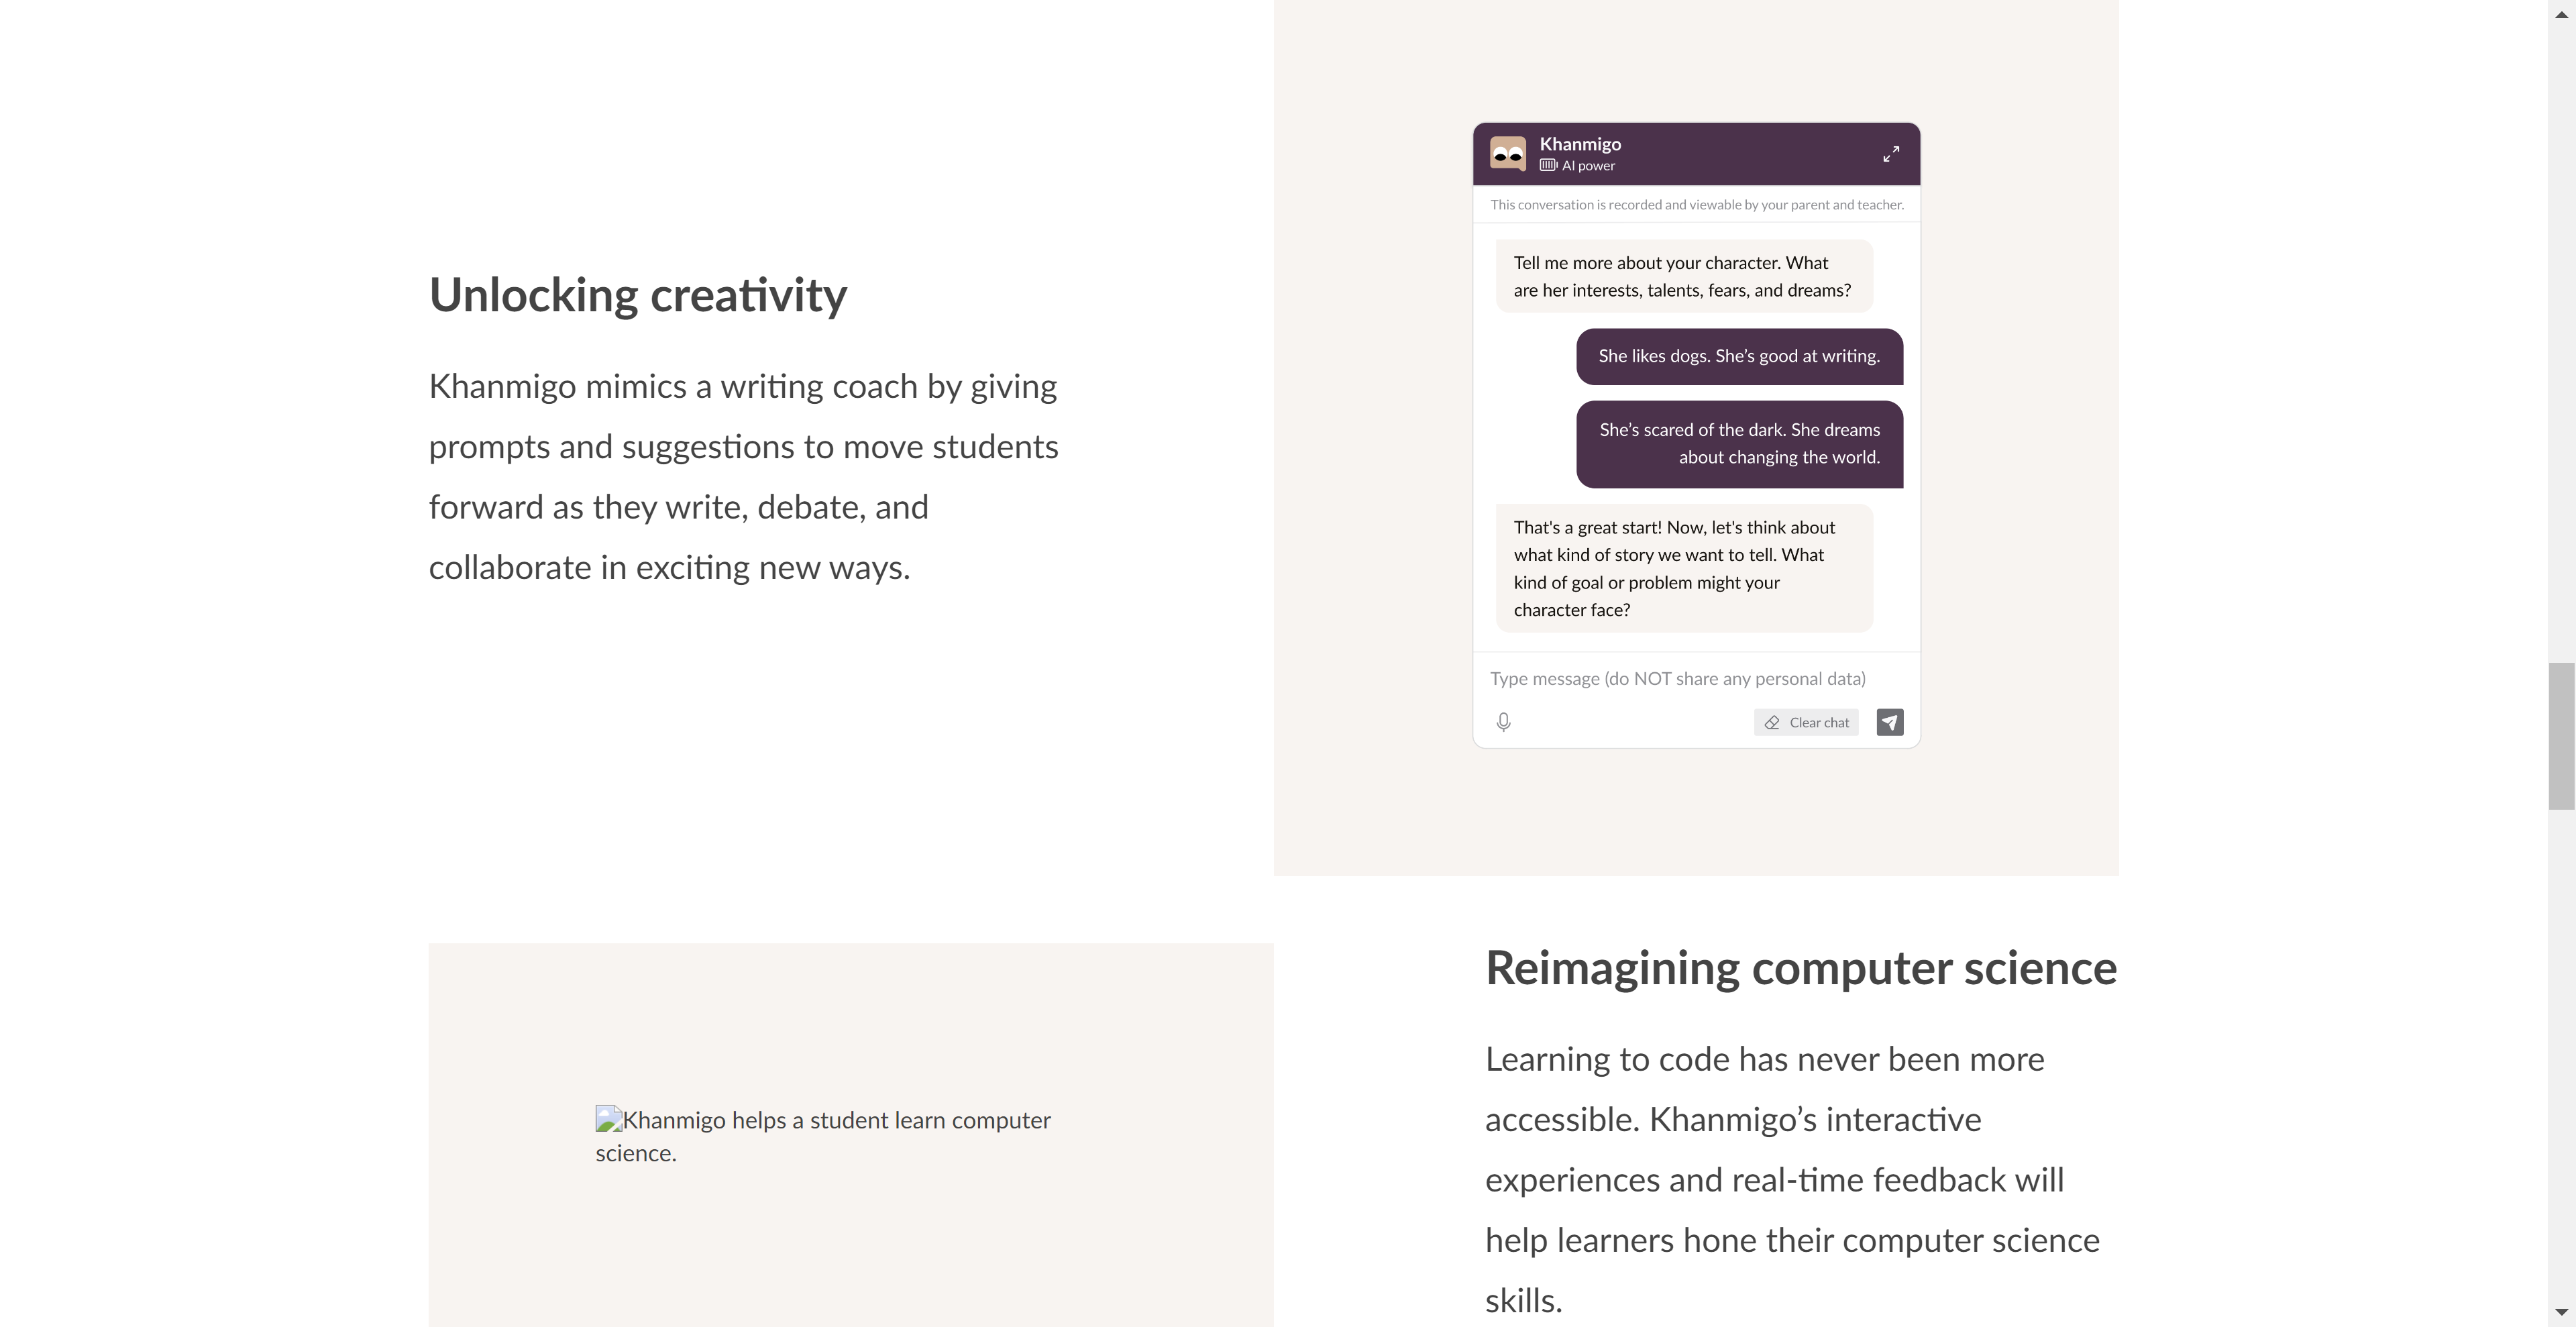 Unlocking creativity
Khanmigo mimics a writing coach by giving
prompts and suggestions to move students
forward as they write, debate, and
collaborate in exciting new ways.
Khanmigo
AI power
This conversation is recorded and viewable by your parent and teacher.
Tell me more about your character. What
are her interests, talents, fears, and dreams?
She likes dogs. She’s good at writing.
She’s scared of the dark. She dreams
about changing the world.
That's a great start! Now, let's think about
what kind of story we want to tell. What
kind of goal or problem might your
character face?
Type message (do NOT share any personal data)
Clear chat
Khanmigo helps a student learn computer
science.
Reimagining computer science
Learning to code has never been more
accessible. Khanmigo’s interactive
experiences and real-time feedback will
help learners hone their computer science
skills.